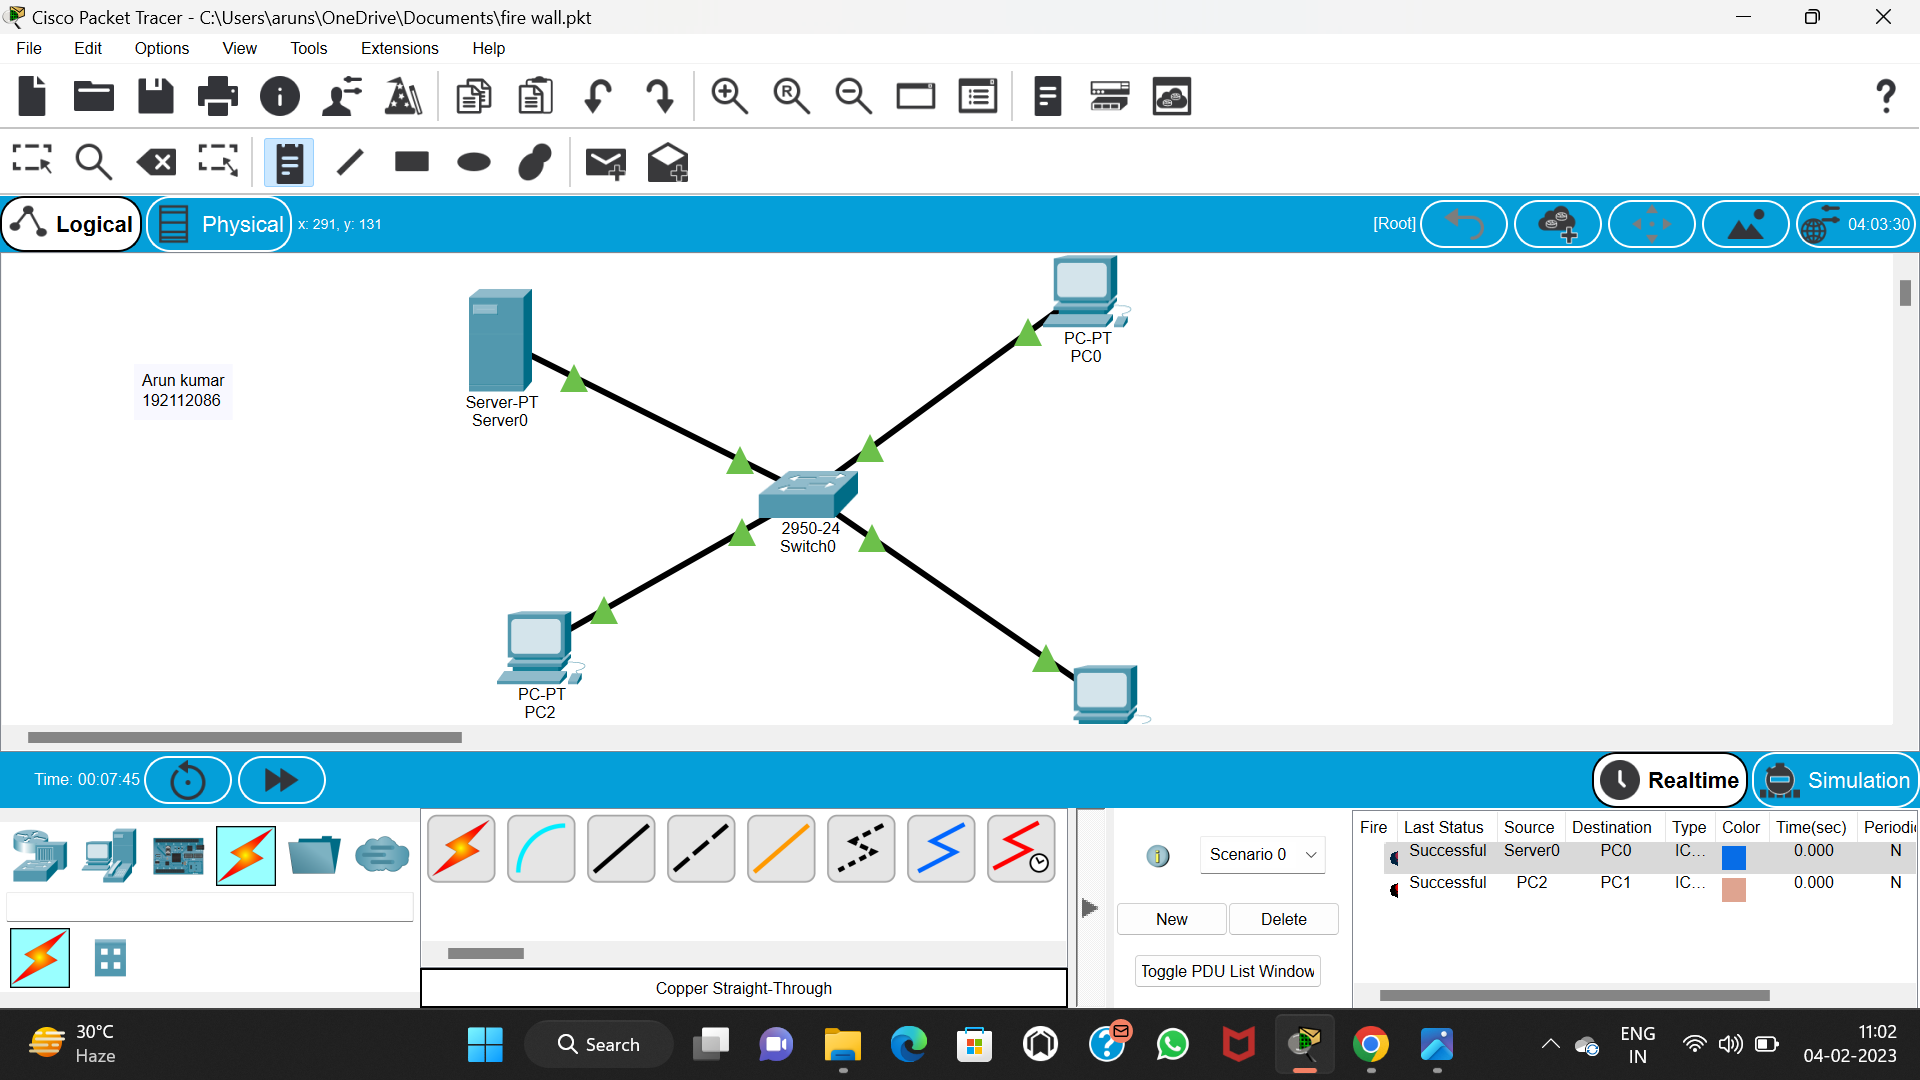 Cisco Packet Tracer - C:\Users\aruns\OneDrive\Documents\fire wall.pkt
File Edit Options View Tools Extensions Help
Logical
Physical
x: 291, y: 131
[Root]
04:03:30
Arun kumar
192112086
Server-PT
Server0
PC-PT
PC0
2950-24
Switch0
PC-PT
PC2
Time: 00:07:45
Realtime
Simulation
Scenario 0
New
Delete
Toggle PDU List Window
Copper Straight-Through
Fire Last Status Source Destination Type Color Time(sec) Periodi
Successful Server0 PC0 IC... 0.000 N
Successful PC2 PC1 IC... 0.000 N
30°C
Haze
Search
ENG
IN
11:02
04-02-2023